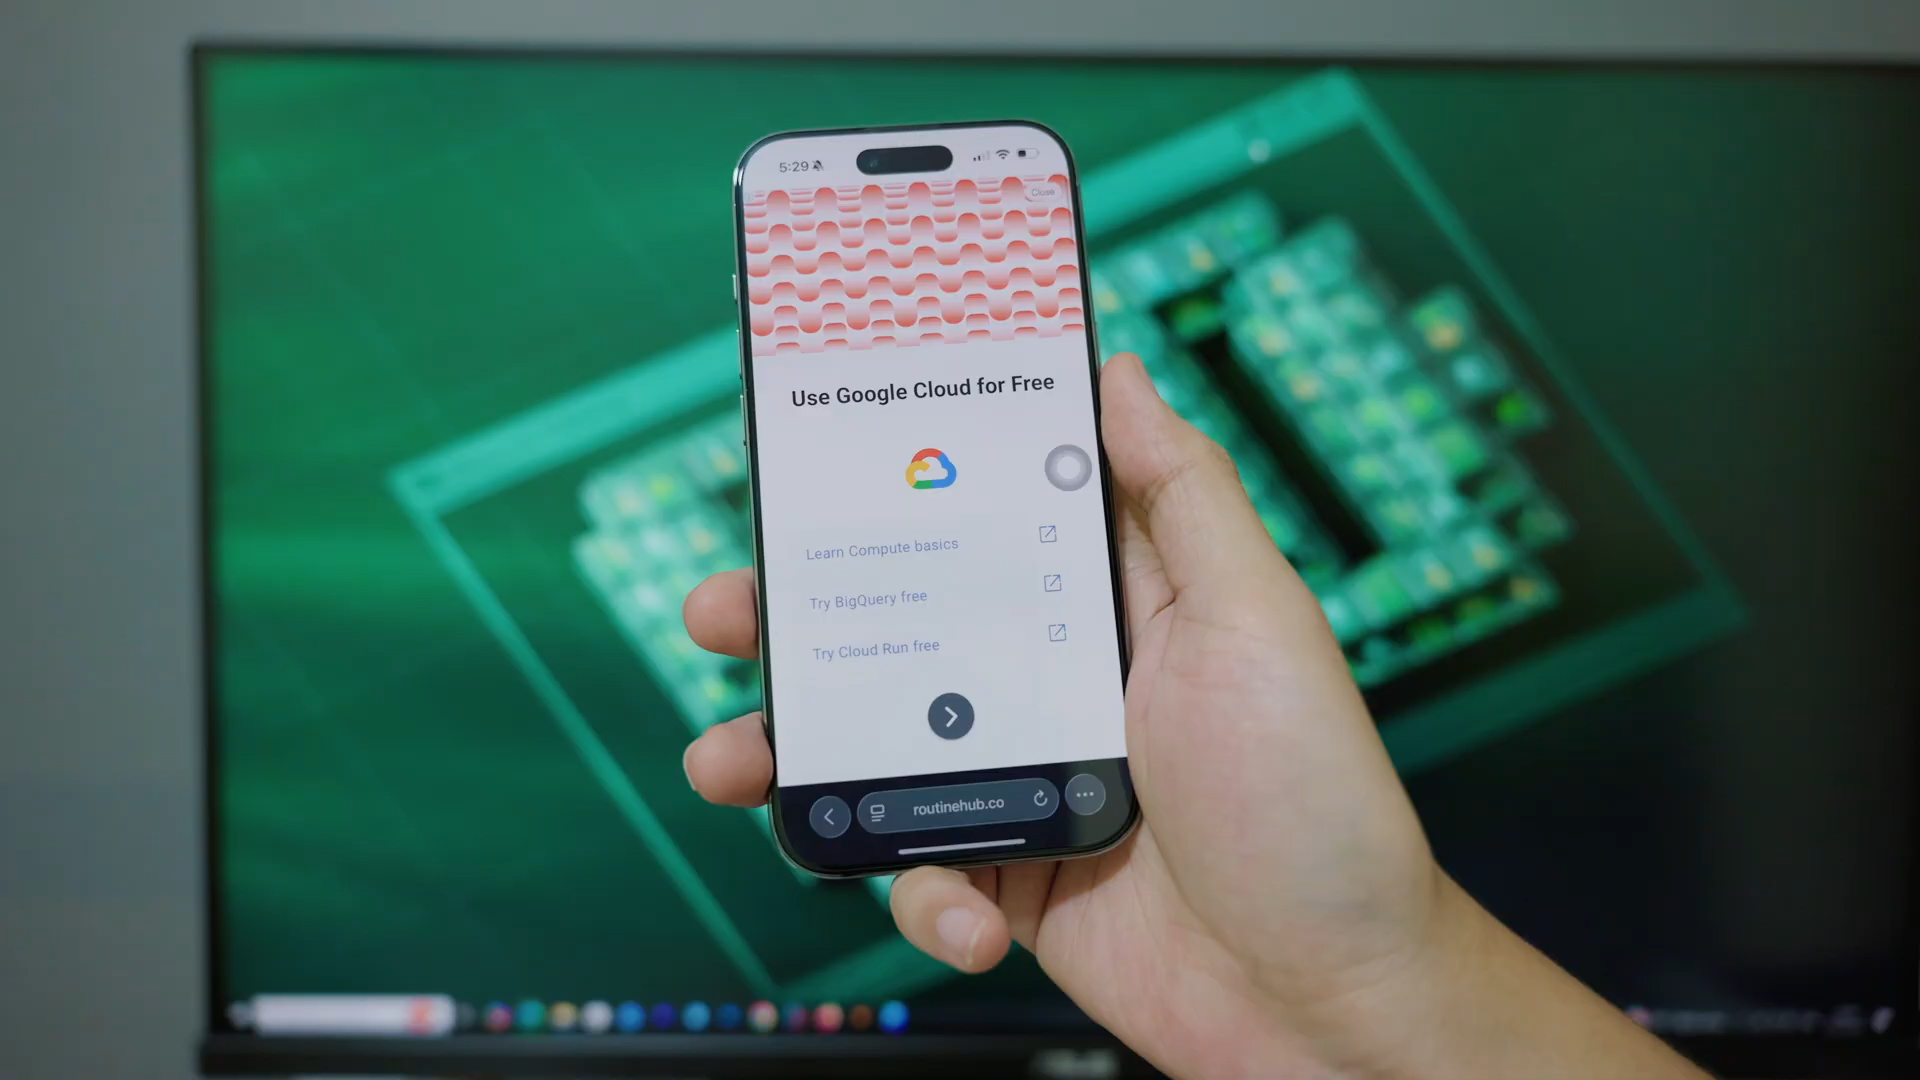 5:29
Close
Use Google Cloud for Free
Learn Compute basics
Try BigQuery free
Try Cloud Run free
routinehub.co